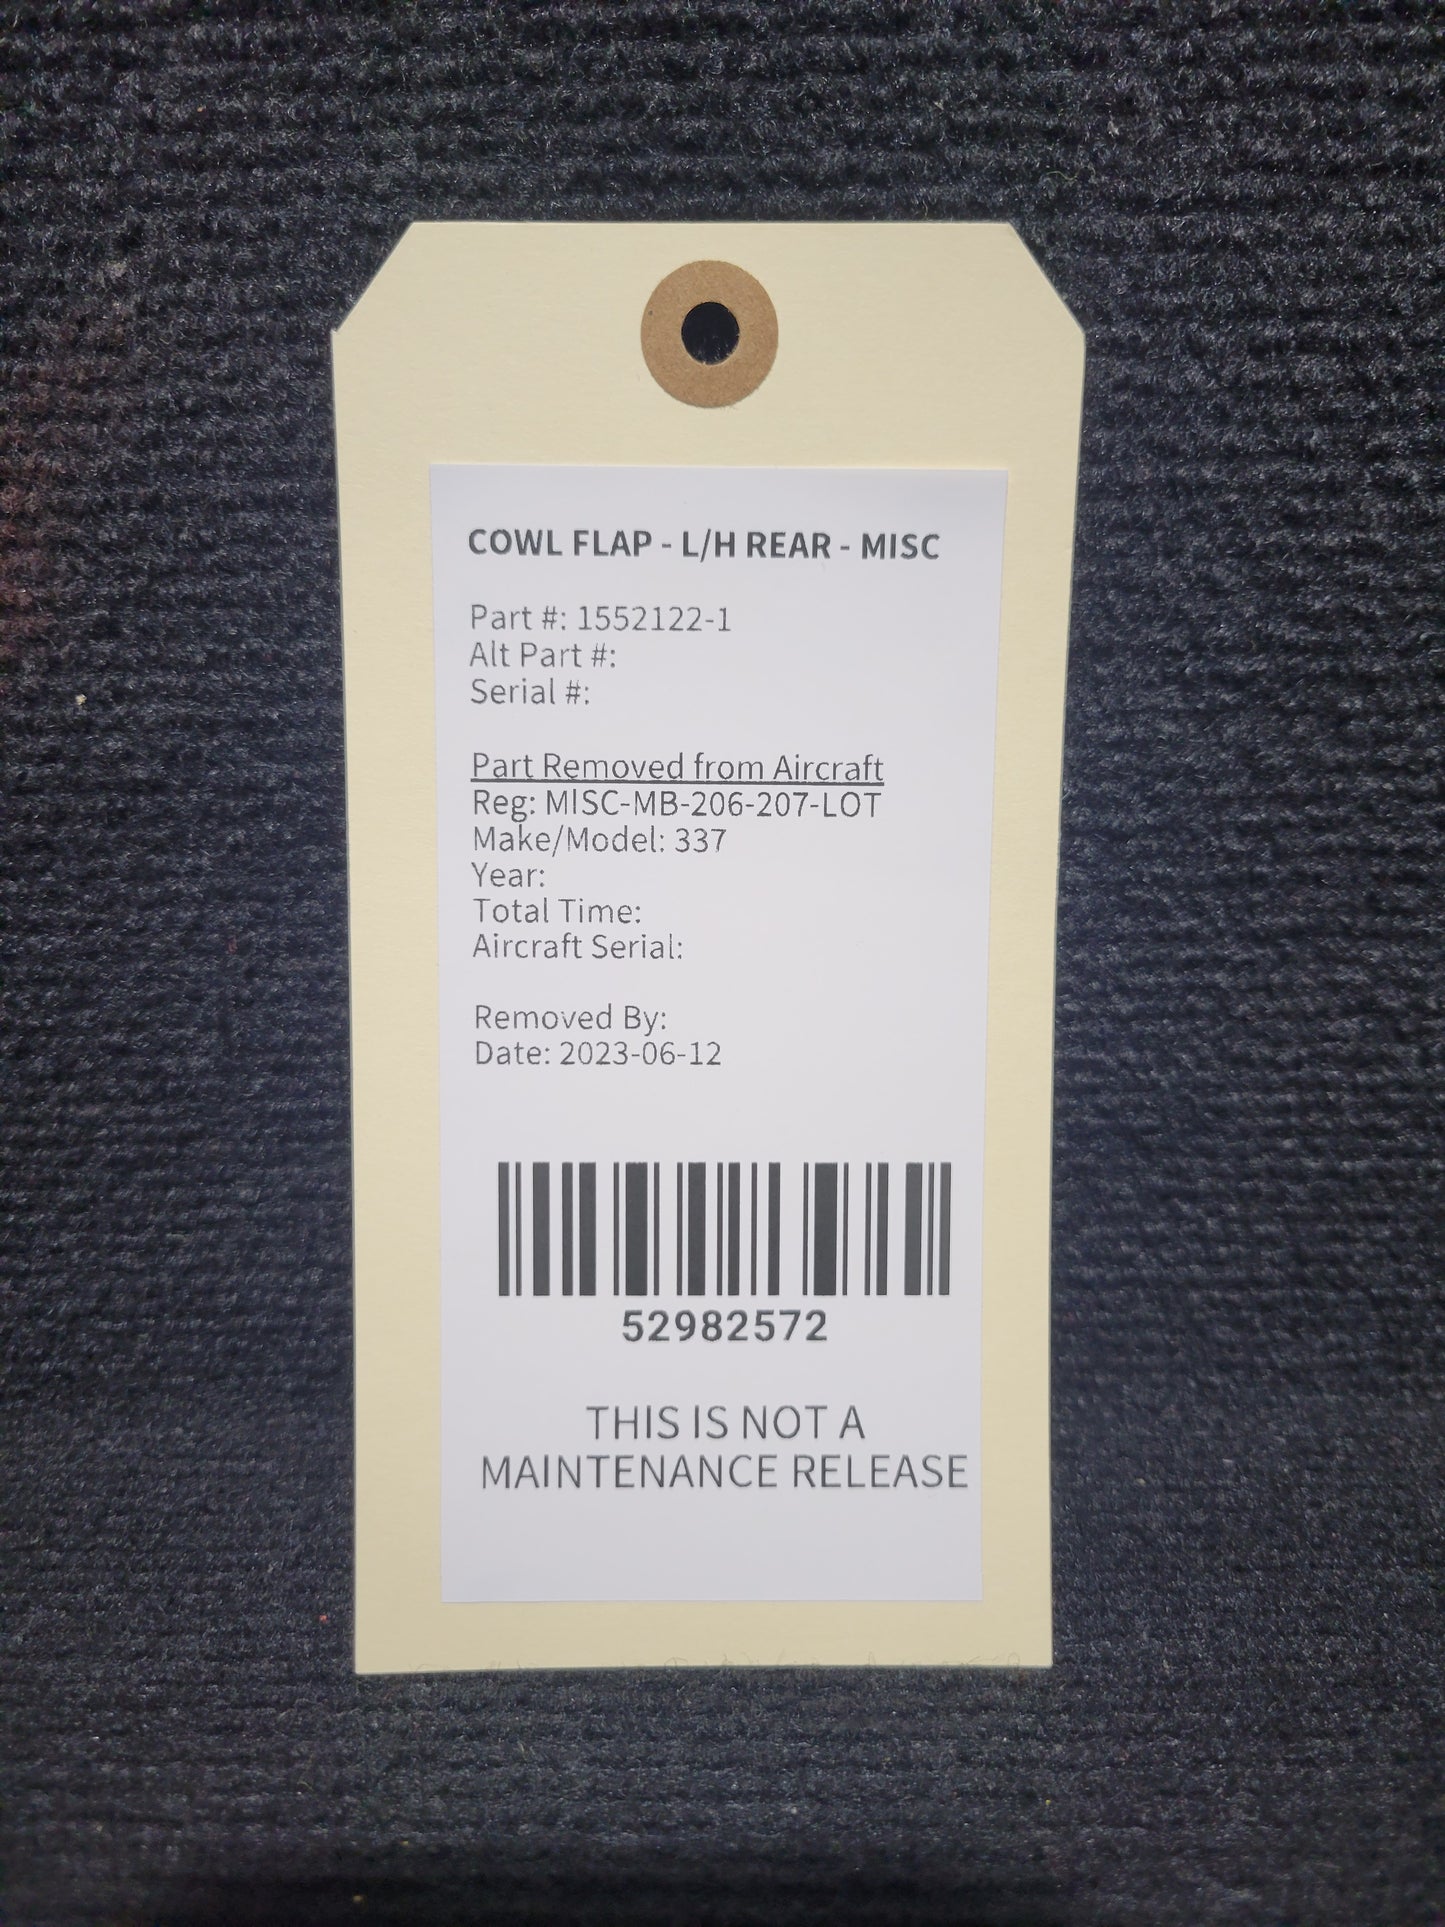 COWL FLAP - L/H REAR - MISC
Part #: 1552122-1
Alt Part #:
Serial #:
Part Removed from Aircraft
Reg: MISC-MB-206-207-LOT
Make/Model: 337
Year:
Total Time:
Aircraft Serial:
Removed By:
Date: 2023-06-12
52982572
THIS IS NOT A
MAINTENANCE RELEASE